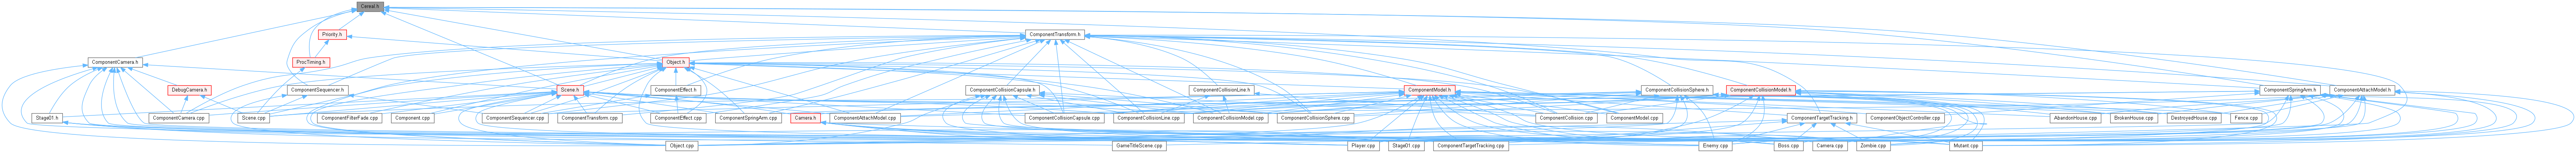 Cereal.h
Priority.h
ComponentTransform.h
ComponentCamera.h
ProcTiming.h
Object.h
DebugCamera.h
ComponentSequencer.h
Scene.h
ComponentEffect.h
ComponentCollisionCapsule.h
ComponentCollisionLine.h
ComponentModel.h
ComponentCollisionSphere.h
ComponentCollisionModel.h
ComponentSpringArm.h
ComponentAttachModel.h
Stage01.h
ComponentCamera.cpp
Scene.cpp
ComponentFilterFade.cpp
Component.cpp
ComponentSequencer.cpp
ComponentTransform.cpp
ComponentEffect.cpp
ComponentSpringArm.cpp
Camera.h
ComponentAttachModel.cpp
ComponentCollisionCapsule.cpp
ComponentCollisionLine.cpp
ComponentCollisionModel.cpp
ComponentCollisionSphere.cpp
ComponentCollision.cpp
ComponentModel.cpp
ComponentTargetTracking.h
ComponentObjectController.cpp
AbandonHouse.cpp
BrokenHouse.cpp
DestroyedHouse.cpp
Fence.cpp
Object.cpp
GameTitleScene.cpp
Player.cpp
Stage01.cpp
ComponentTargetTracking.cpp
Enemy.cpp
Boss.cpp
Camera.cpp
Zombie.cpp
Mutant.cpp